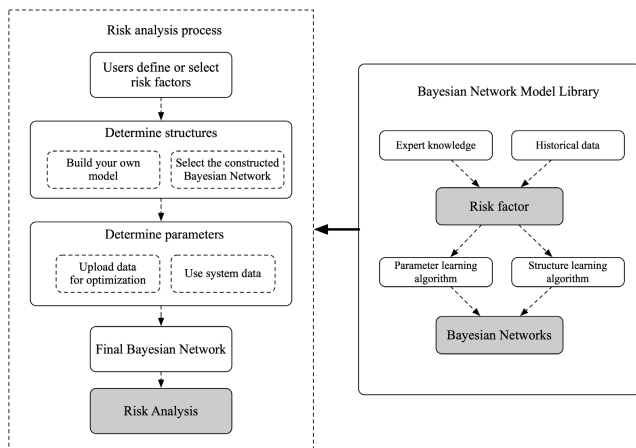 Risk analysis process
Users define or select
risk factors
Determine structures
Build your own
model
Select the constructed
Bayesian Network
Determine parameters
Upload data
for optimization
Use system data
Final Bayesian Network
Risk Analysis
Bayesian Network Model Library
Expert knowledge
Historical data
Risk factor
Parameter learning
algorithm
Structure learning
algorithm
Bayesian Networks